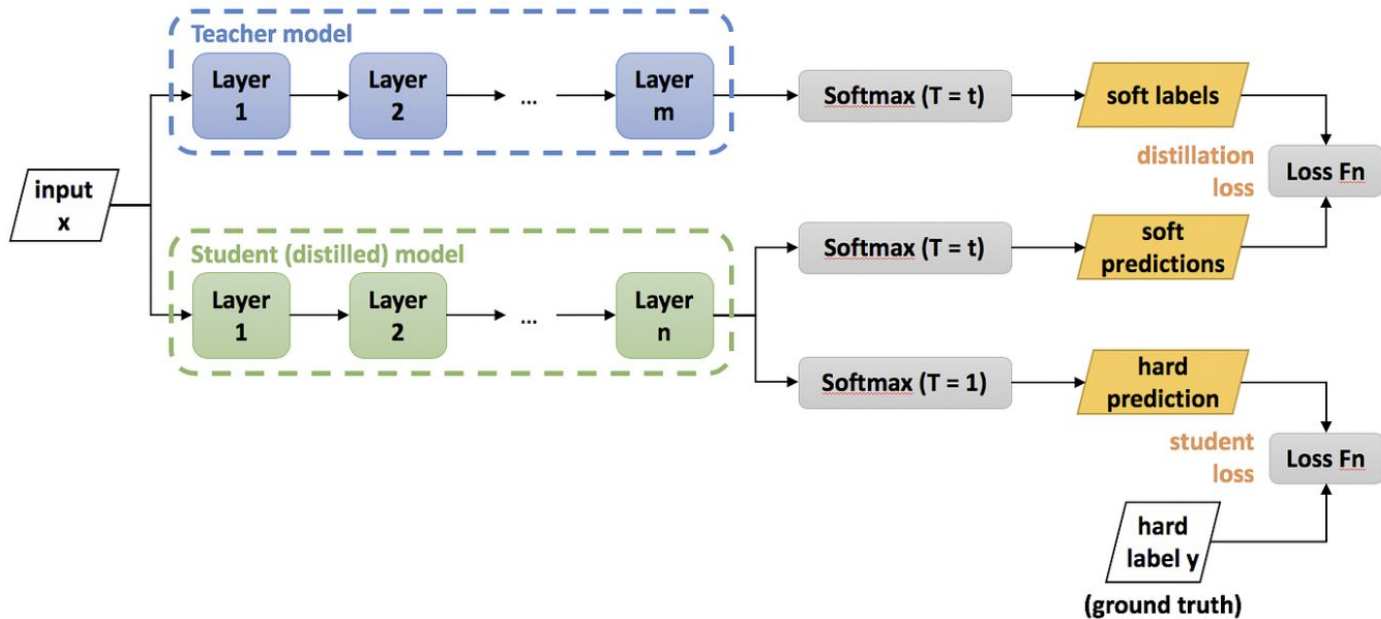 Teacher model
Layer
1
Layer
2
...
Layer
m
Softmax (T = t)
soft labels
distillation
loss
Loss Fn
input
x
Student (distilled) model
Layer
1
Layer
2
...
Layer
n
Softmax (T = t)
soft
predictions
Softmax (T = 1)
hard
prediction
student
loss
Loss Fn
hard
label y
(ground truth)